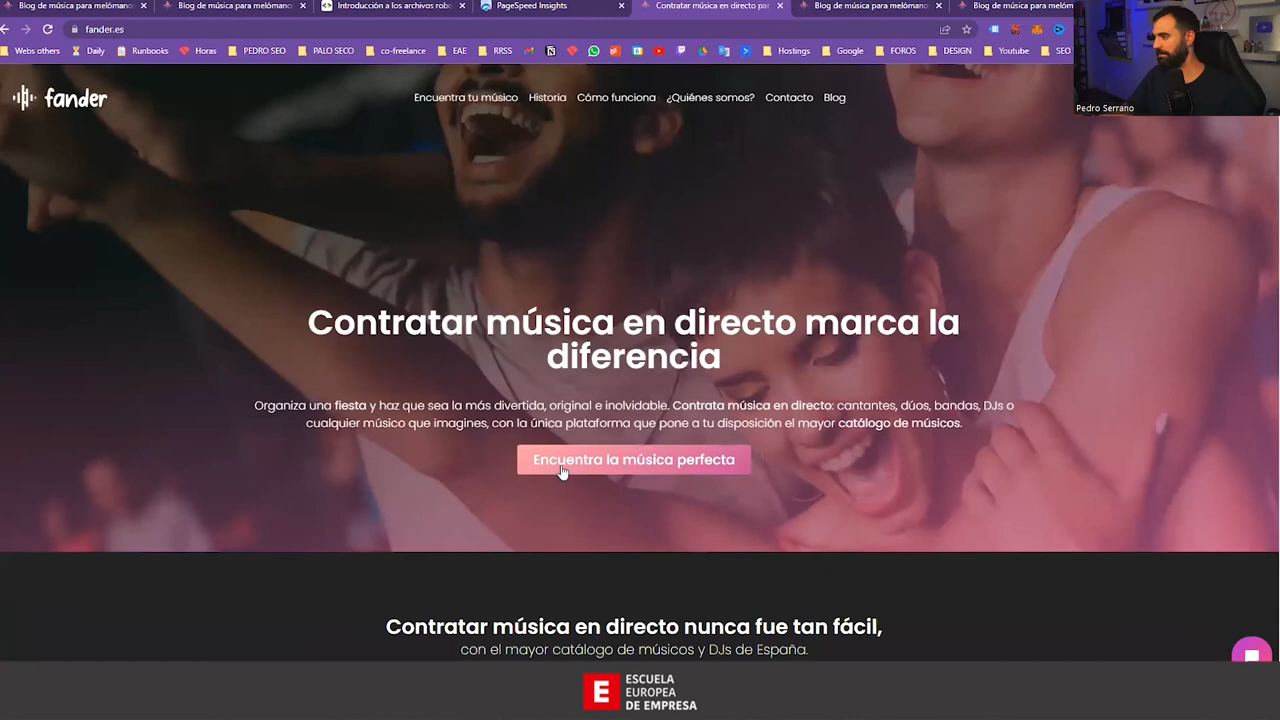 Blog de música para melómano
Blog de música para melómano
Introducción a los archivos robo
PageSpeed Insights
Contratar música en directo par
Blog de música para melómano
Blog de música para melóm
fander.es
Webs others
Daily
Runbooks
Horas
PEDRO SEO
PALO SECO
co-freelance
EAE
RRSS
Hostings
Google
FOROS
DESIGN
Youtube
SEO
Pedro Serrano
fander
Encuentra tu músico
Historia
Cómo funciona
¿Quiénes somos?
Contacto
Blog
Contratar música en directo marca la
diferencia
Organiza una fiesta y haz que sea la más divertida, original e inolvidable. Contrata música en directo: cantantes, dúos, bandas, DJs o
cualquier músico que imagines, con la única plataforma que pone a tu disposición el mayor catálogo de músicos.
Encuentra la música perfecta
Contratar música en directo nunca fue tan fácil,
con el mayor catálogo de músicos y DJs de España.
E
ESCUELA
EUROPEA
DE EMPRESA